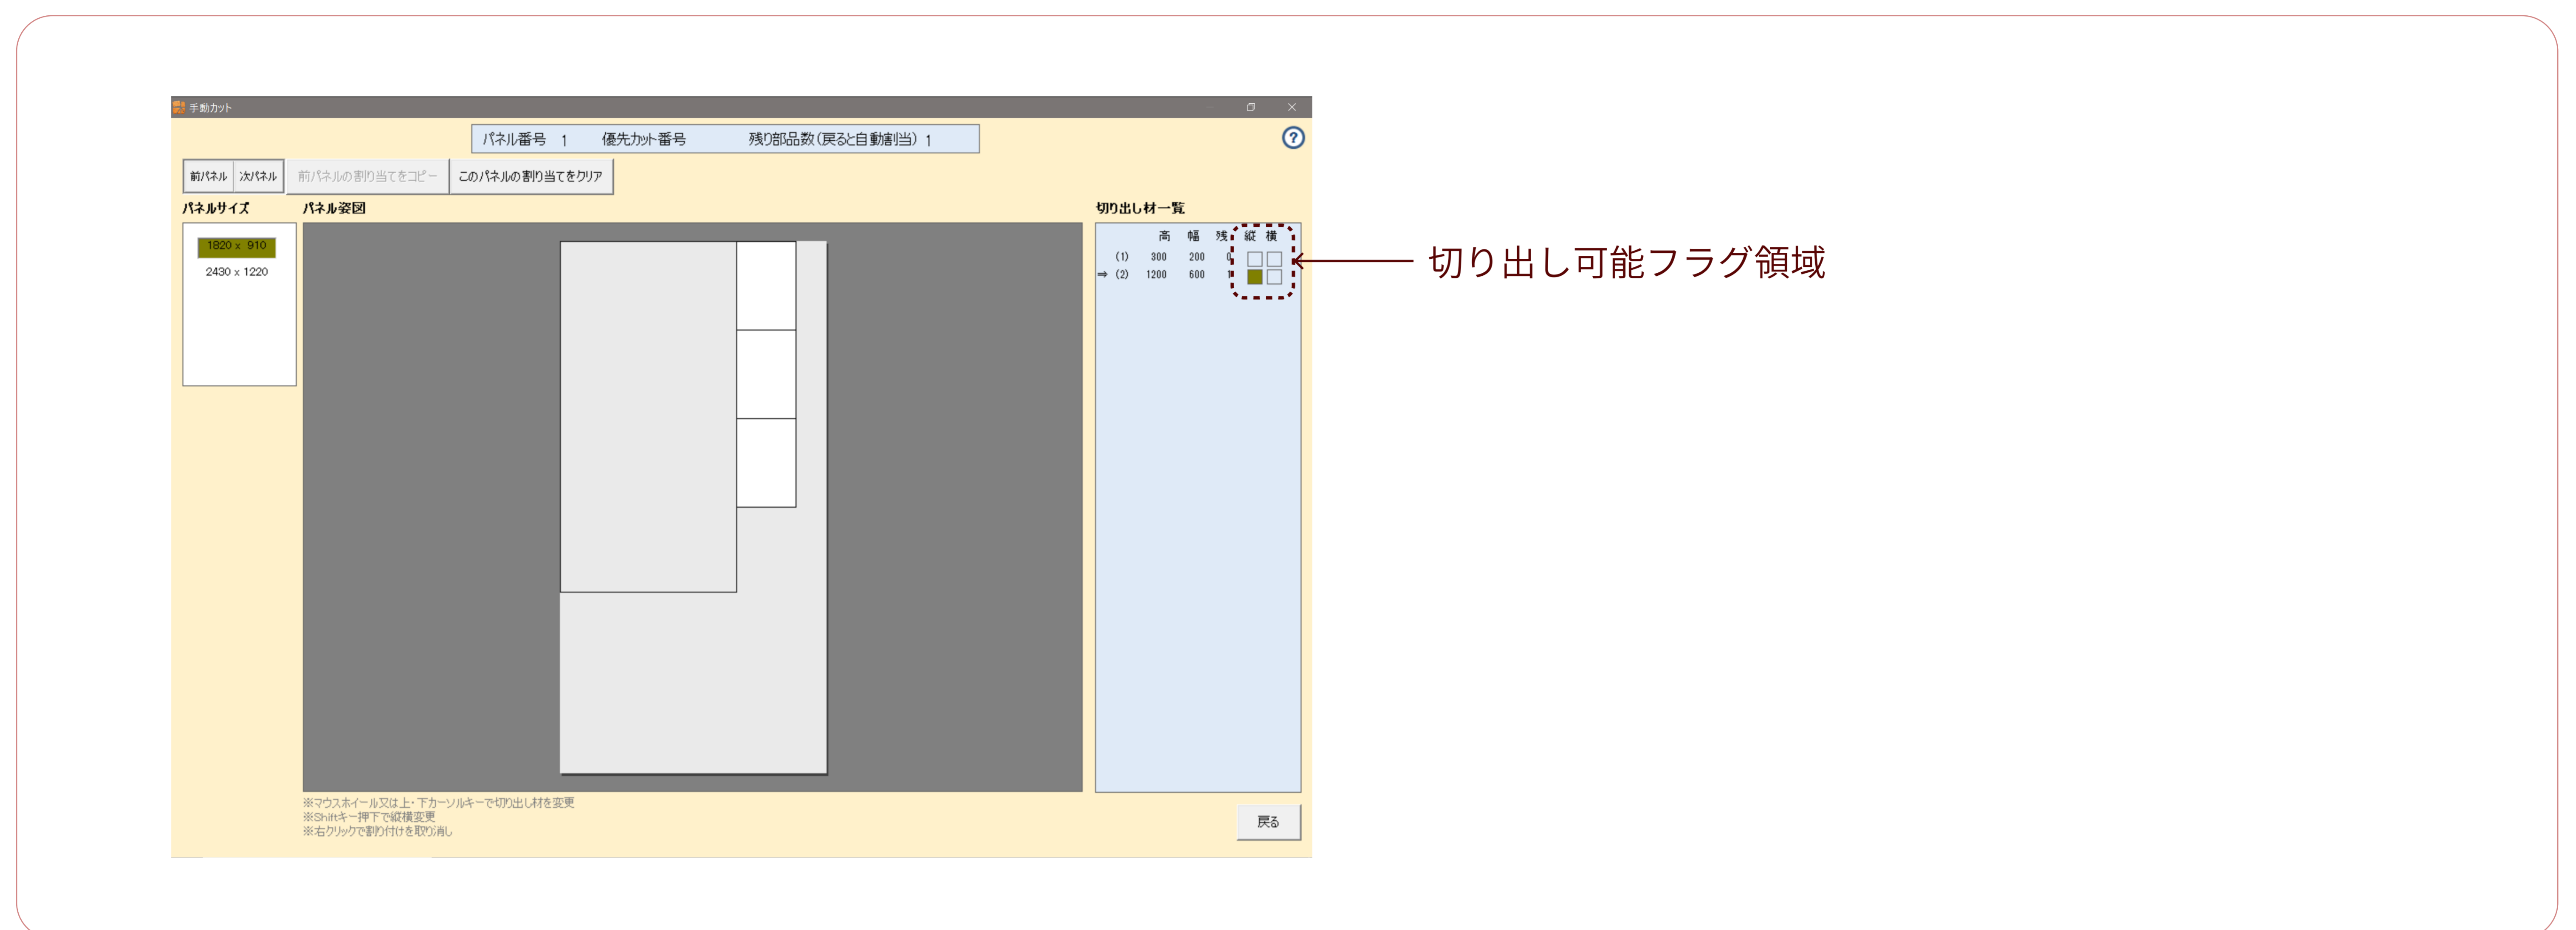 手動カット
パネル番号 1 優先カット番号 残り部品数(戻ると自動割当) 1
?
前パネル 次パネル 前パネルの割り当てをコピー このパネルの割り当てをクリア
パネルサイズ パネル姿図 切り出し材一覧
1820 x 910
2430 x 1220
高 幅 残 縦 横
(1) 300 200 0
⇒ (2) 1200 600 1
切り出し可能フラグ領域
※マウスホイール又は上・下カーソルキーで切り出し材を変更
※Shiftキー押下で縦横変更
※右クリックで割り付けを取り消し
戻る